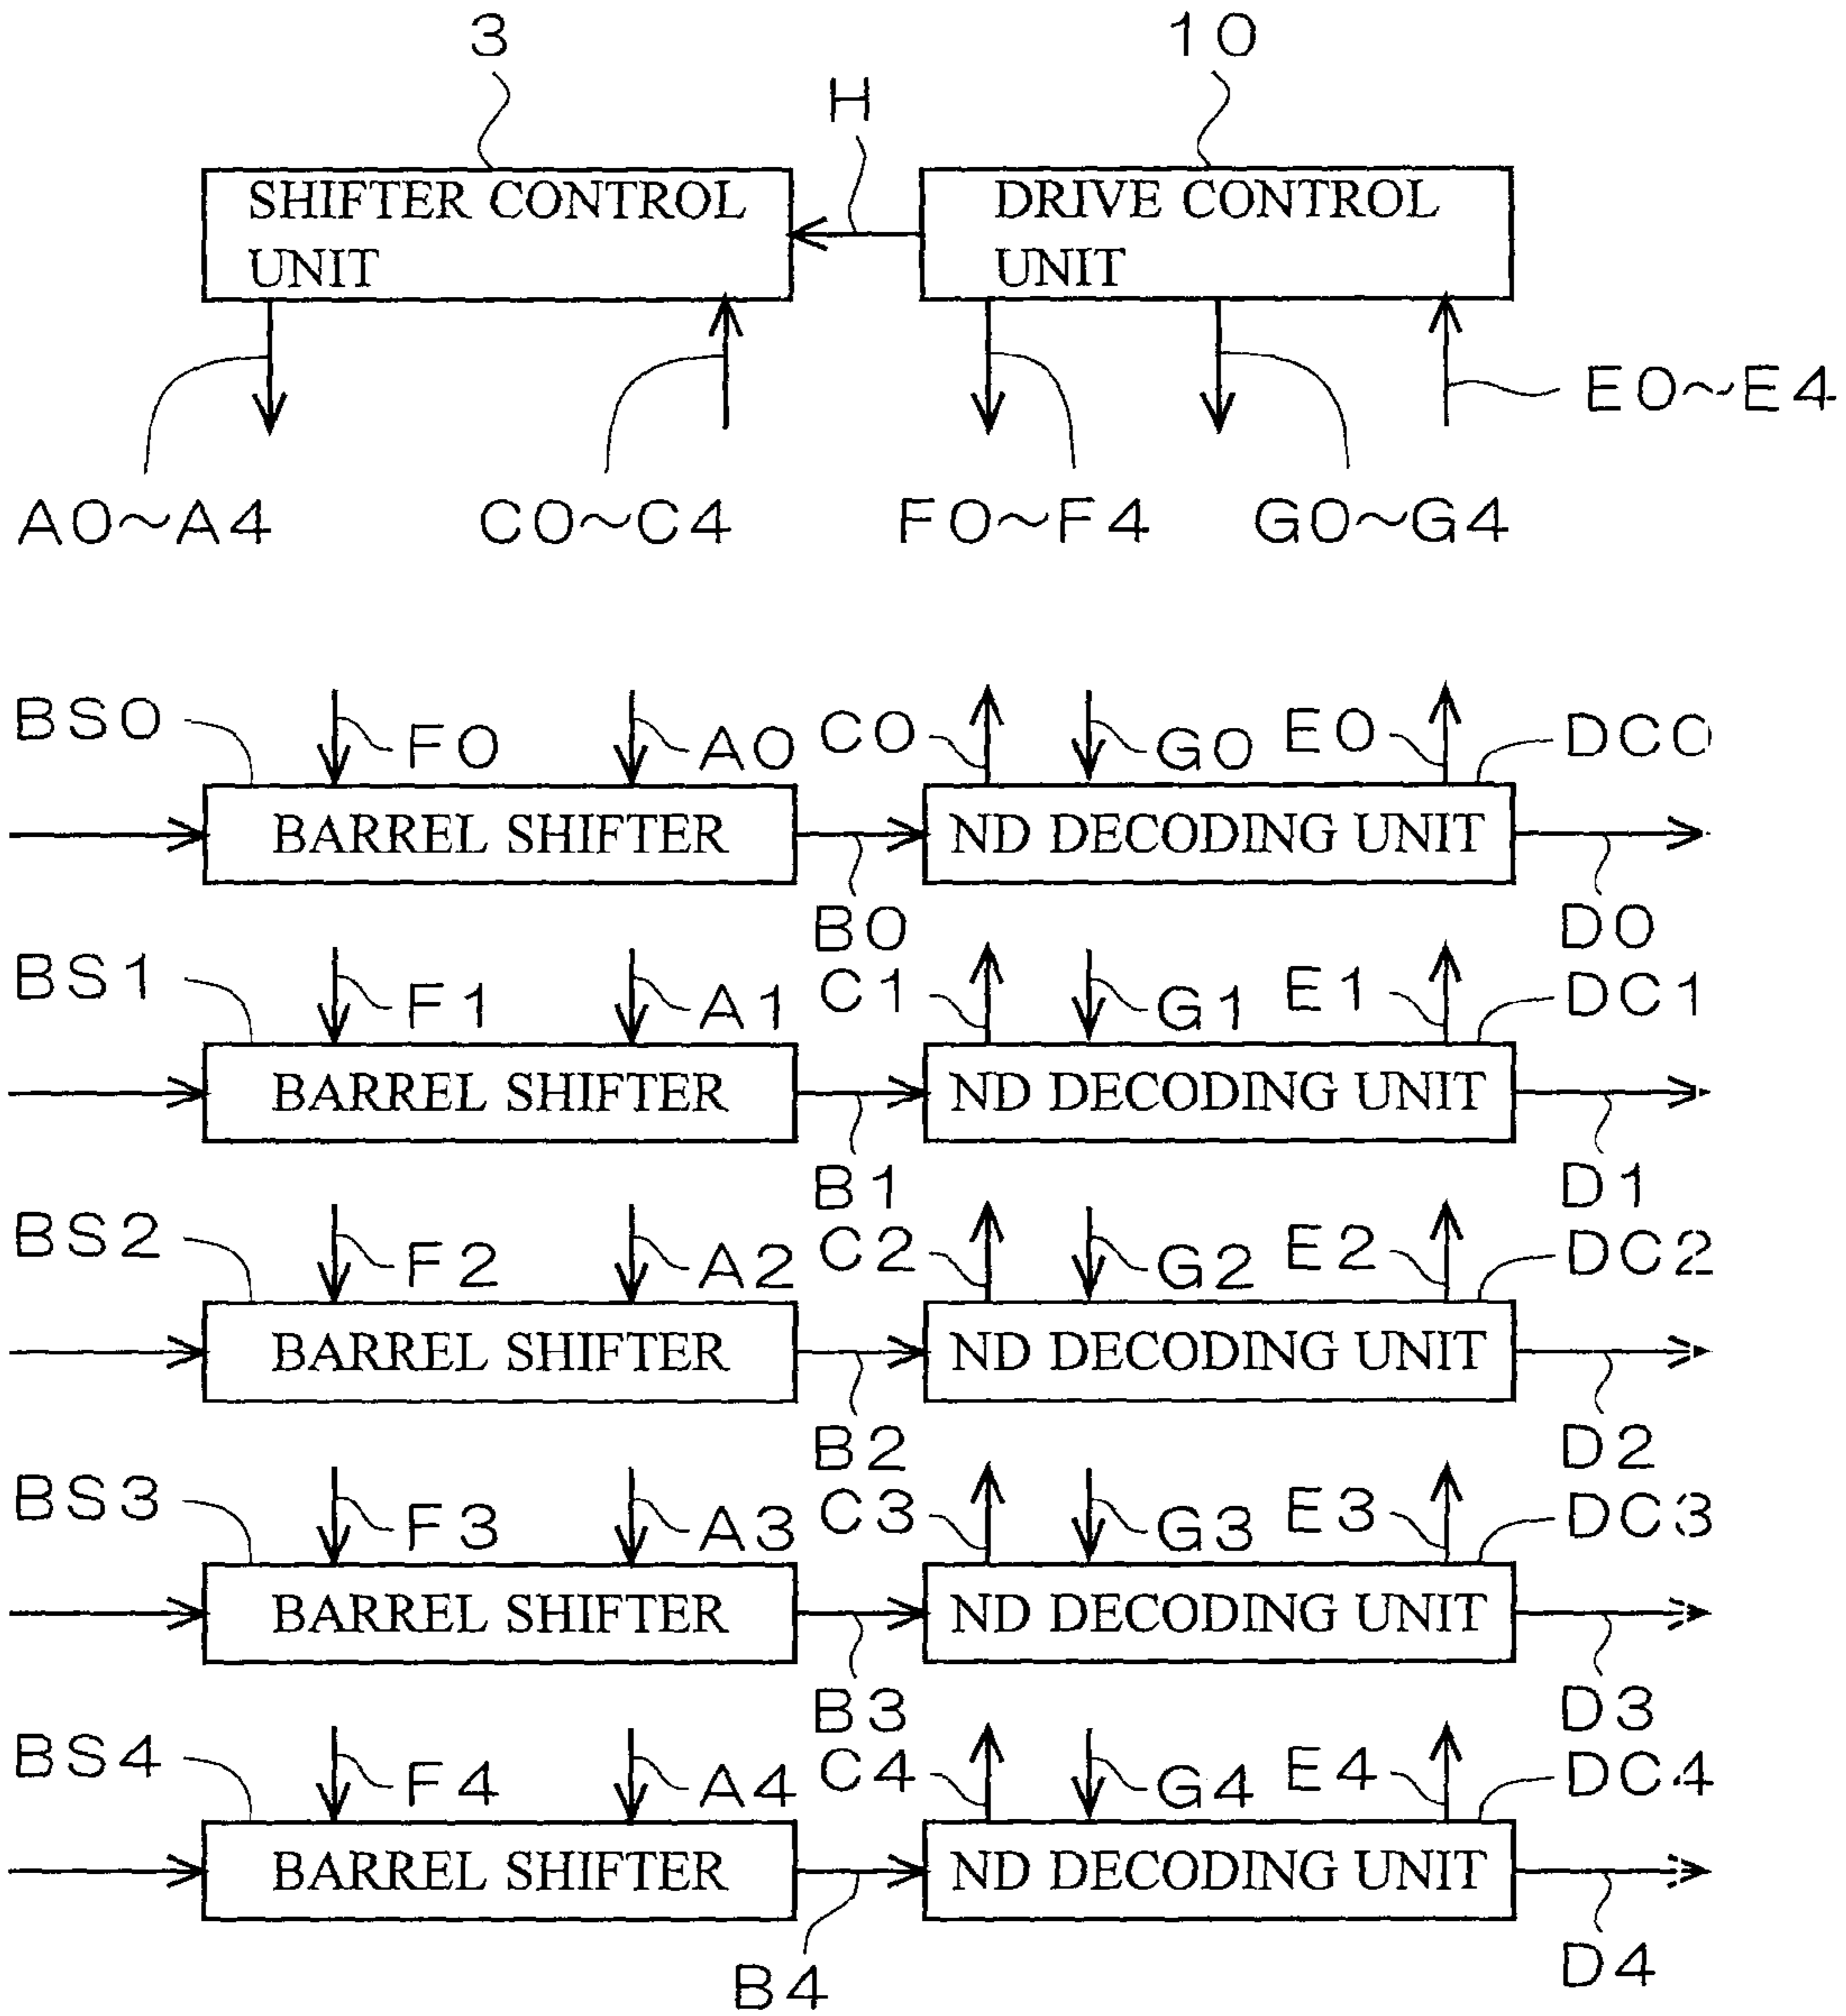 3
10
H
SHIFTER CONTROL
UNIT
DRIVE CONTROL
UNIT
E0~E4
A0~A4
C0~C4
F0~F4
G0~G4
BS0
F0
A0
C0
G0
E0
DC0
BARREL SHIFTER
ND DECODING UNIT
B0
D0
BS1
F1
A1
C1
G1
E1
DC1
BARREL SHIFTER
ND DECODING UNIT
B1
D1
BS2
F2
A2
C2
G2
E2
DC2
BARREL SHIFTER
ND DECODING UNIT
B2
D2
BS3
F3
A3
C3
G3
E3
DC3
BARREL SHIFTER
ND DECODING UNIT
B3
D3
BS4
F4
A4
C4
G4
E4
DC4
BARREL SHIFTER
ND DECODING UNIT
B4
D4